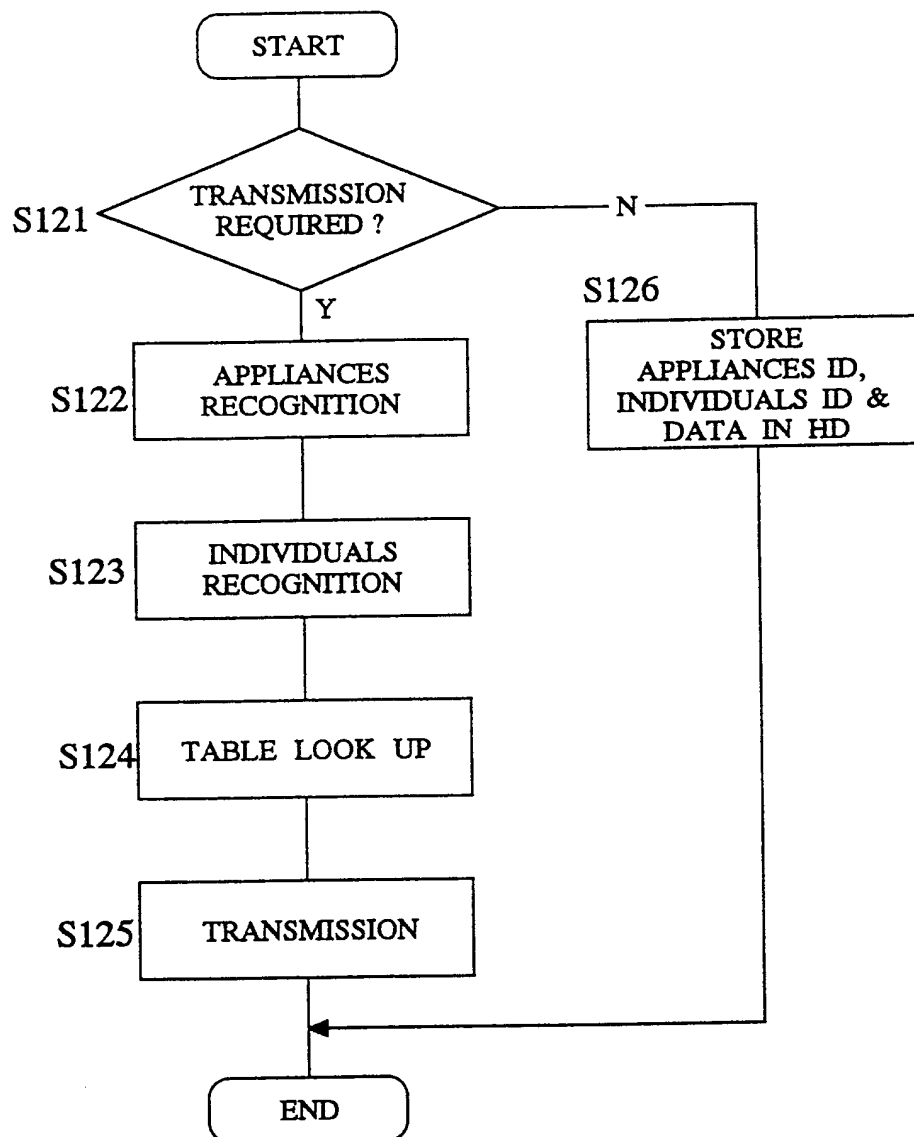 START
S121
TRANSMISSION
REQUIRED ?
N
Y
S126
STORE
APPLIANCES ID,
INDIVIDUALS ID &
DATA IN HD
S122
APPLIANCES
RECOGNITION
S123
INDIVIDUALS
RECOGNITION
S124
TABLE LOOK UP
S125
TRANSMISSION
END